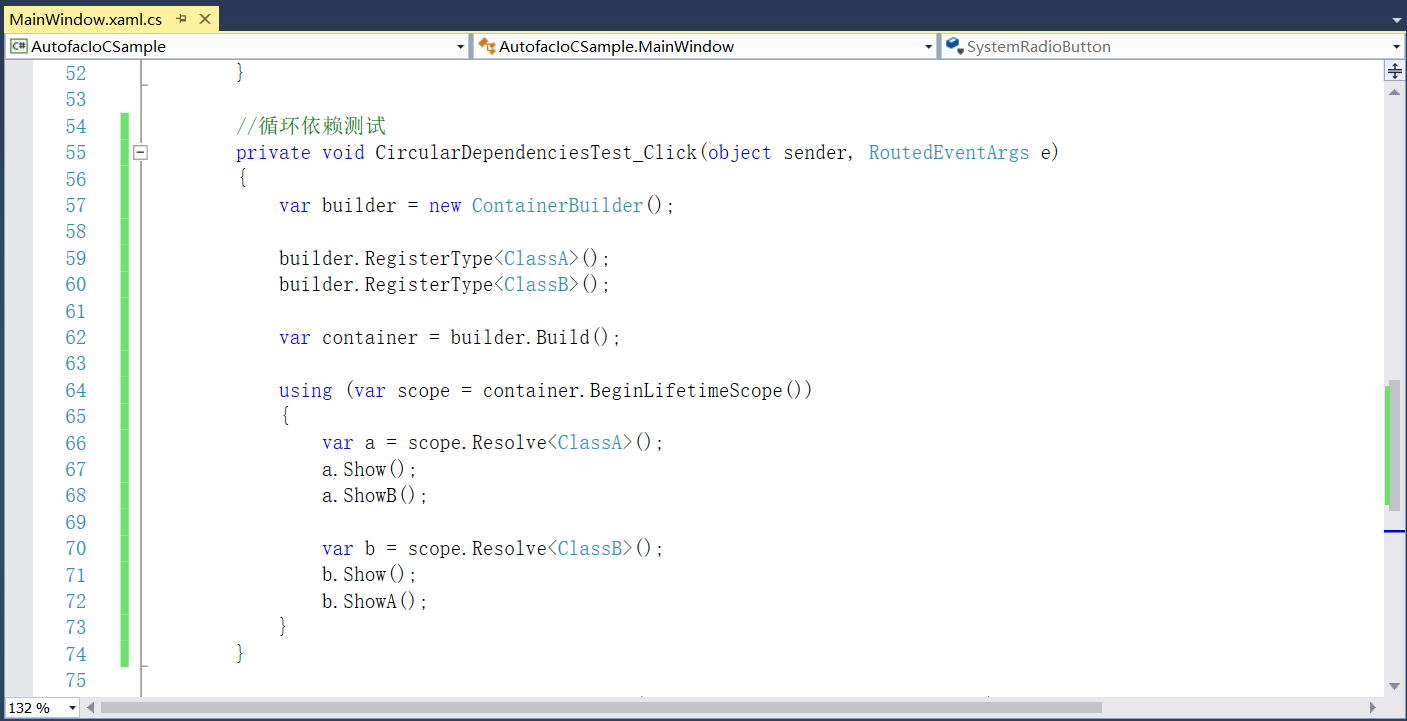 MainWindow.xaml.cs
C# AutofacIoCSample AutofacIoCSample.MainWindow SystemRadioButton
52 }
53
54 //循环依赖测试
55 private void CircularDependenciesTest_Click(object sender, RoutedEventArgs e)
56 {
57 var builder = new ContainerBuilder();
58
59 builder.RegisterType<ClassA>();
60 builder.RegisterType<ClassB>();
61
62 var container = builder.Build();
63
64 using (var scope = container.BeginLifetimeScope())
65 {
66 var a = scope.Resolve<ClassA>();
67 a.Show();
68 a.ShowB();
69
70 var b = scope.Resolve<ClassB>();
71 b.Show();
72 b.ShowA();
73 }
74 }
75
132 %